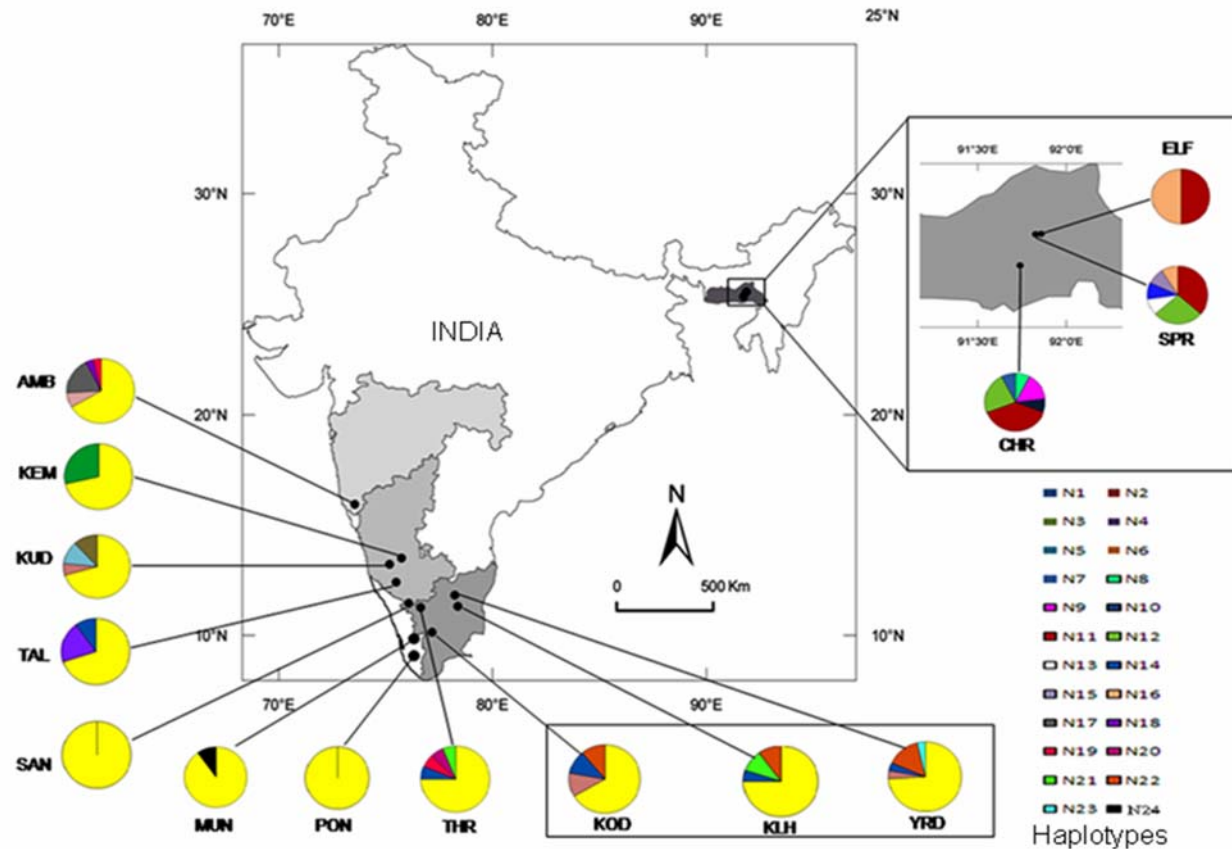 70°E 80°E 90°E 25°N
91°30'E 92°0'E ELF
30°N 30°N
91°30'E 92°0'E SPR
INDIA
CHR
AMB
20°N 20°N
KEM
N
N1 N2
N3 N4
KUD
N5 N6
0 500 Km
N7 N8
N9 N10
10°N 10°N
N11 N12
TAL
N13 N14
N15 N16
70°E 80°E 90°E
N17 N18
SAN
N19 N20
N21 N22
N23 N24
MUN PON THR KOD KLH YRD
Haplotypes